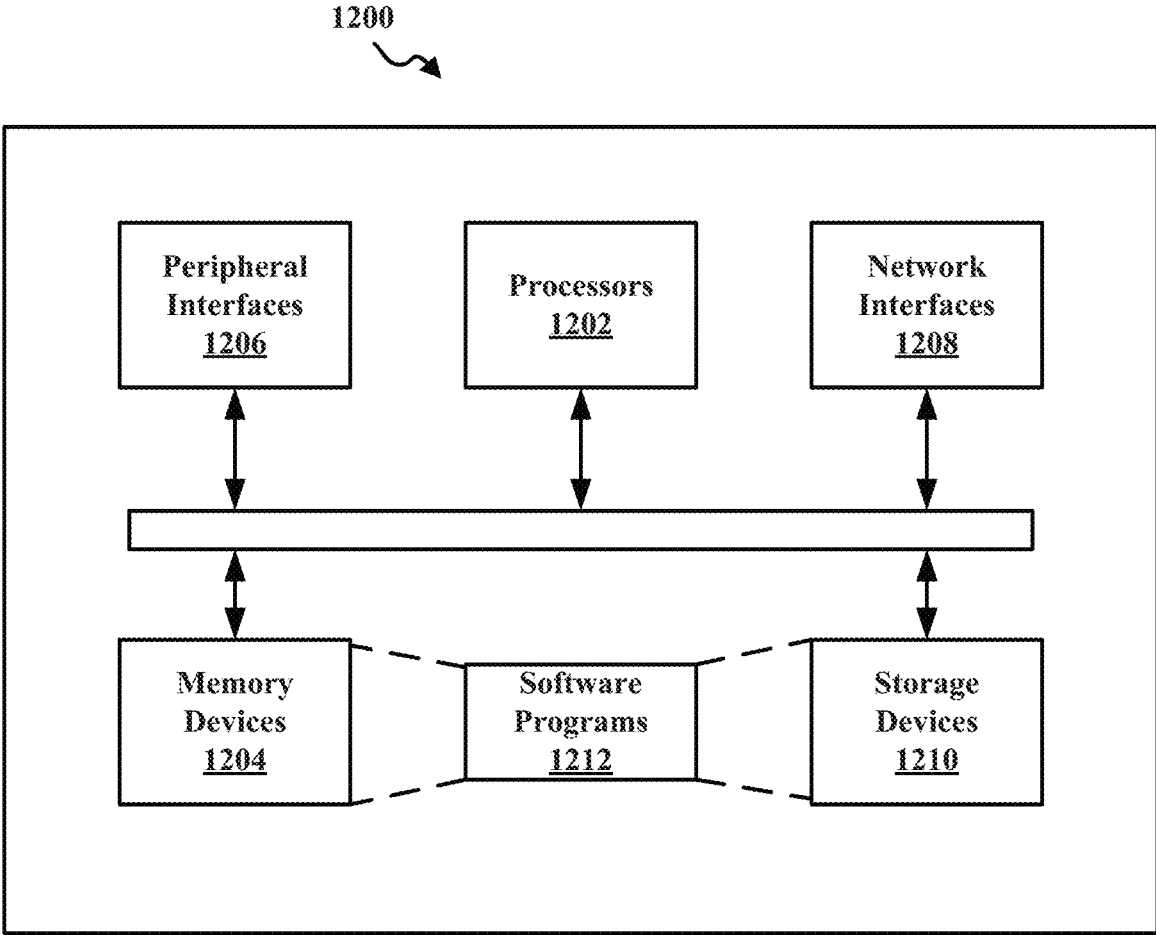 1200
Peripheral
Interfaces
1206
Processors
1202
Network
Interfaces
1208
Memory
Devices
1204
Software
Programs
1212
Storage
Devices
1210